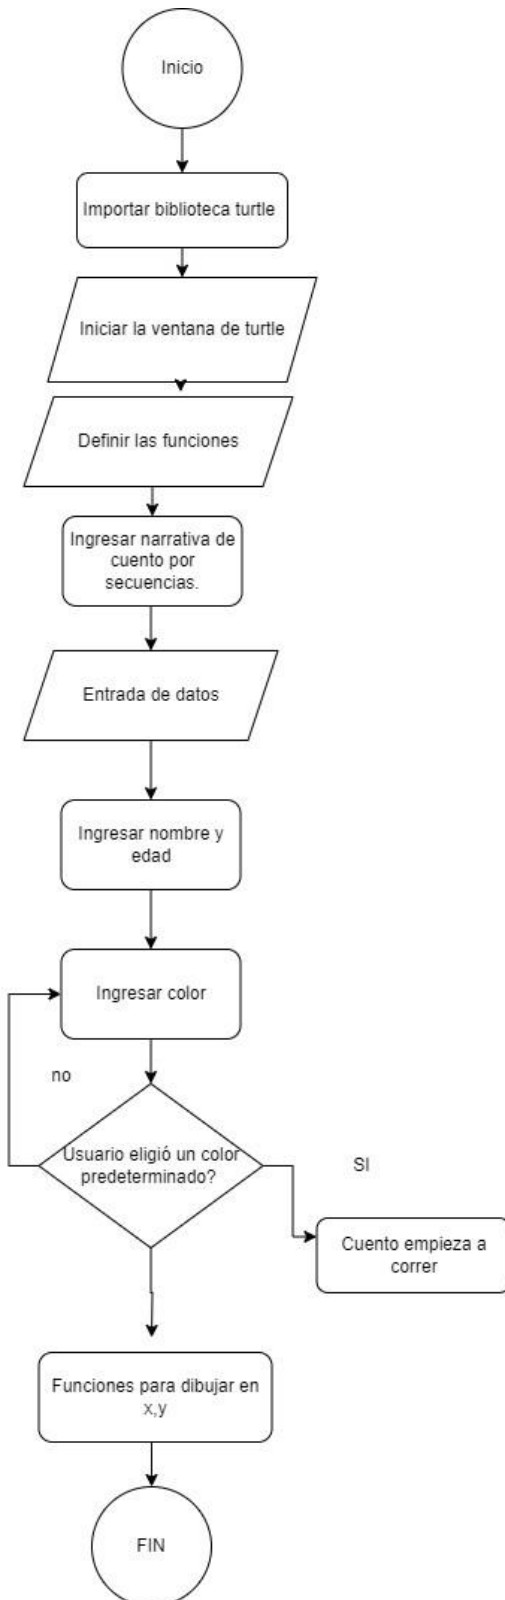 Inicio
Importar biblioteca turtle
Iniciar la ventana de turtle
Definir las funciones
Ingresar narrativa de
cuento por
secuencias.
Entrada de datos
Ingresar nombre y
edad
Ingresar color
no
Usuario eligió un color
predeterminado?
SI
Cuento empieza a
correr
Funciones para dibujar en
x,y
FIN